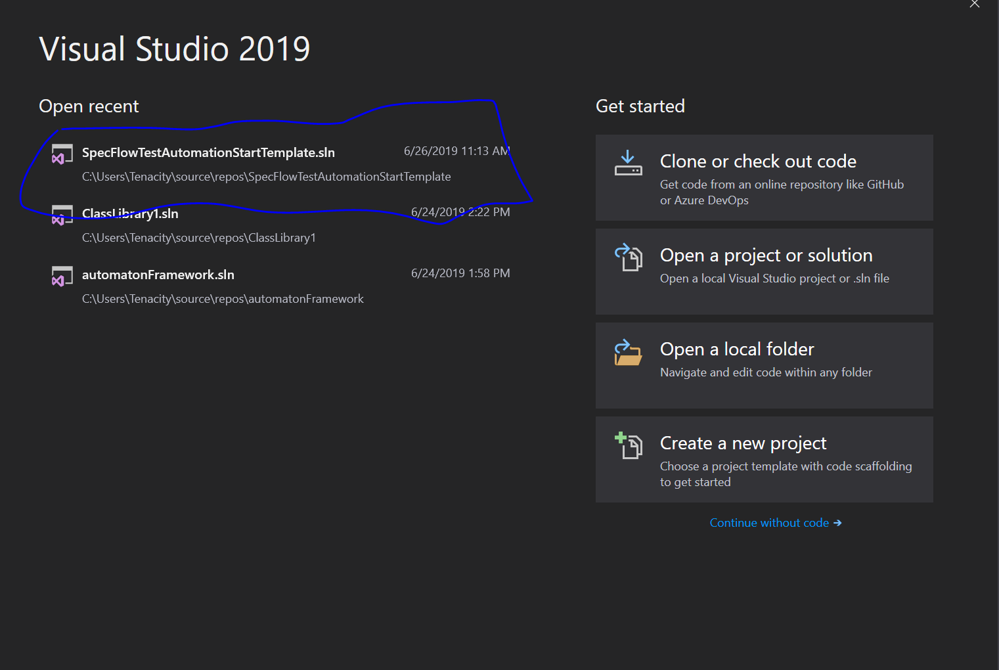 Visual Studio 2019
Open recent
SpecFlowTestAutomationStartTemplate.sln 6/26/2019 11:13 AM
C:\Users\Tenacity\source\repos\SpecFlowTestAutomationStartTemplate
ClassLibrary1.sln 6/24/2019 2:22 PM
C:\Users\Tenacity\source\repos\ClassLibrary1
automatonFramework.sln 6/24/2019 1:58 PM
C:\Users\Tenacity\source\repos\automatonFramework
Get started
Clone or check out code
Get code from an online repository like GitHub
or Azure DevOps
Open a project or solution
Open a local Visual Studio project or .sln file
Open a local folder
Navigate and edit code within any folder
Create a new project
Choose a project template with code scaffolding
to get started
Continue without code